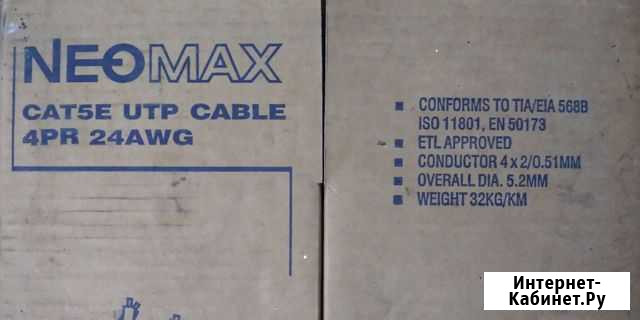 NEOMAX
CAT5E UTP CABLE
4PR 24AWG
CONFORMS TO TIA/EIA 568B
ISO 11801, EN 50173
ETL APPROVED
CONDUCTOR 4 x 2/0.51MM
OVERALL DIA. 5.2MM
WEIGHT 32KG/KM
Интернет-
Кабинет.Ру